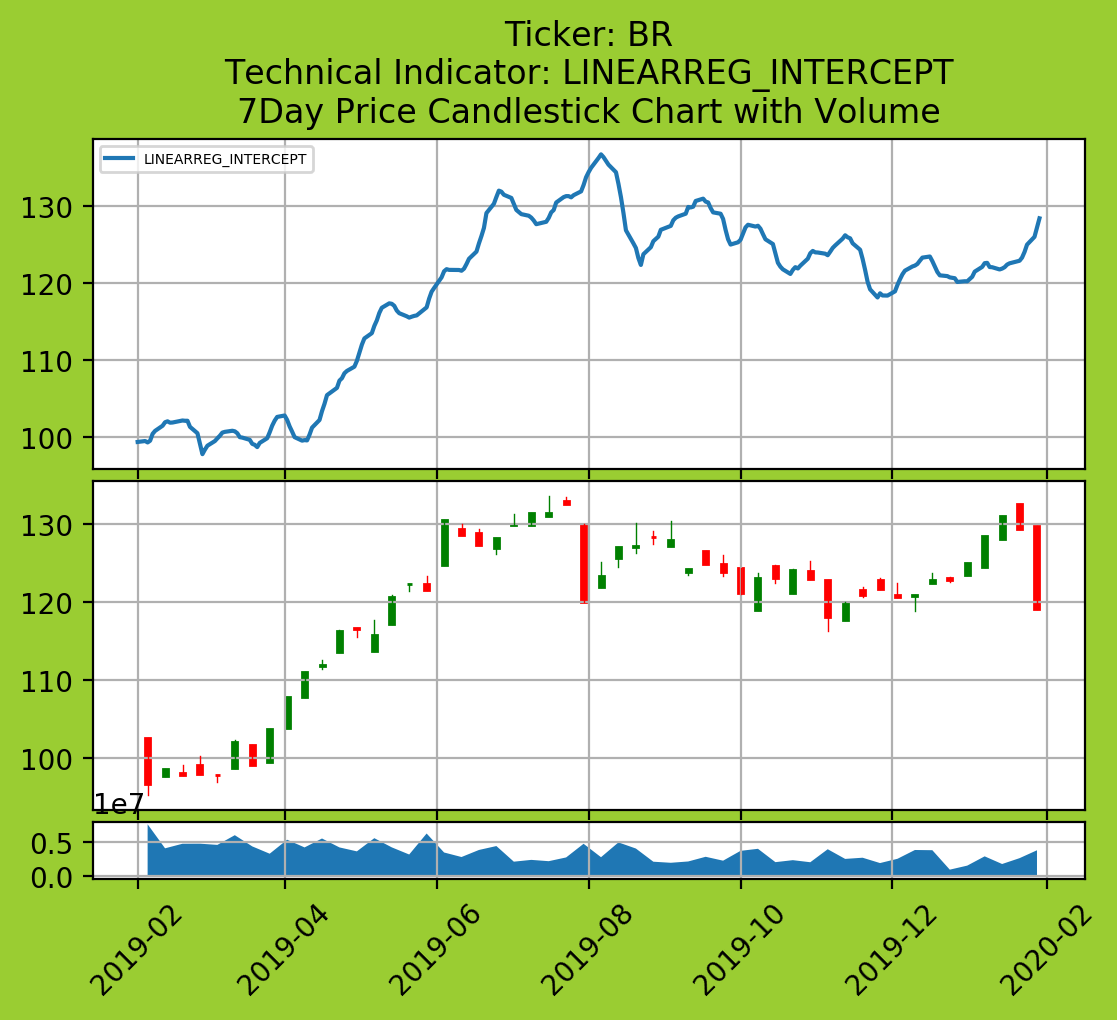 Ticker: BR
Technical Indicator: LINEARREG_INTERCEPT
7Day Price Candlestick Chart with Volume
LINEARREG_INTERCEPT
130
120
110
100
130
120
110
100
1e7
0.5
0.0
2019-02 2019-04 2019-06 2019-08 2019-10 2019-12 2020-02